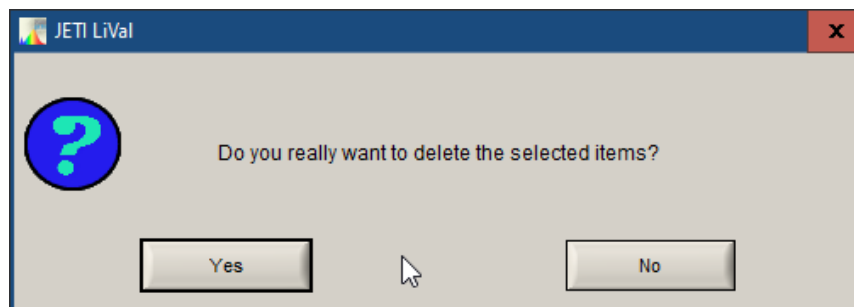 JETI LiVal
Do you really want to delete the selected items?
Yes
No